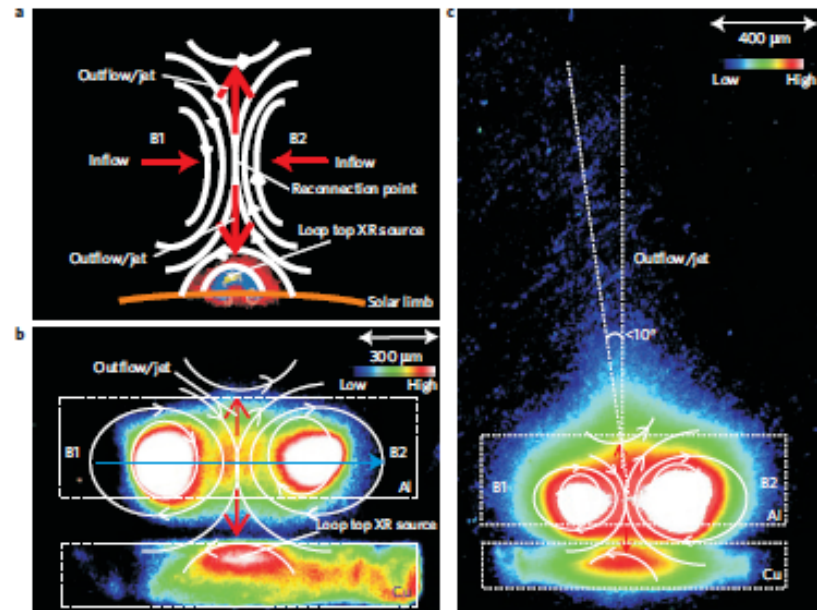 a
Outflow/jet
B1
B2
Inflow
Inflow
Reconnection point
Loop top XR source
Outflow/jet
Solar limb
b
300 μm
Low High
Outflow/jet
B1
B2
Al
Loop top XR source
Cu
c
400 μm
Low High
Outflow/jet
<10°
B1
B2
Al
Cu